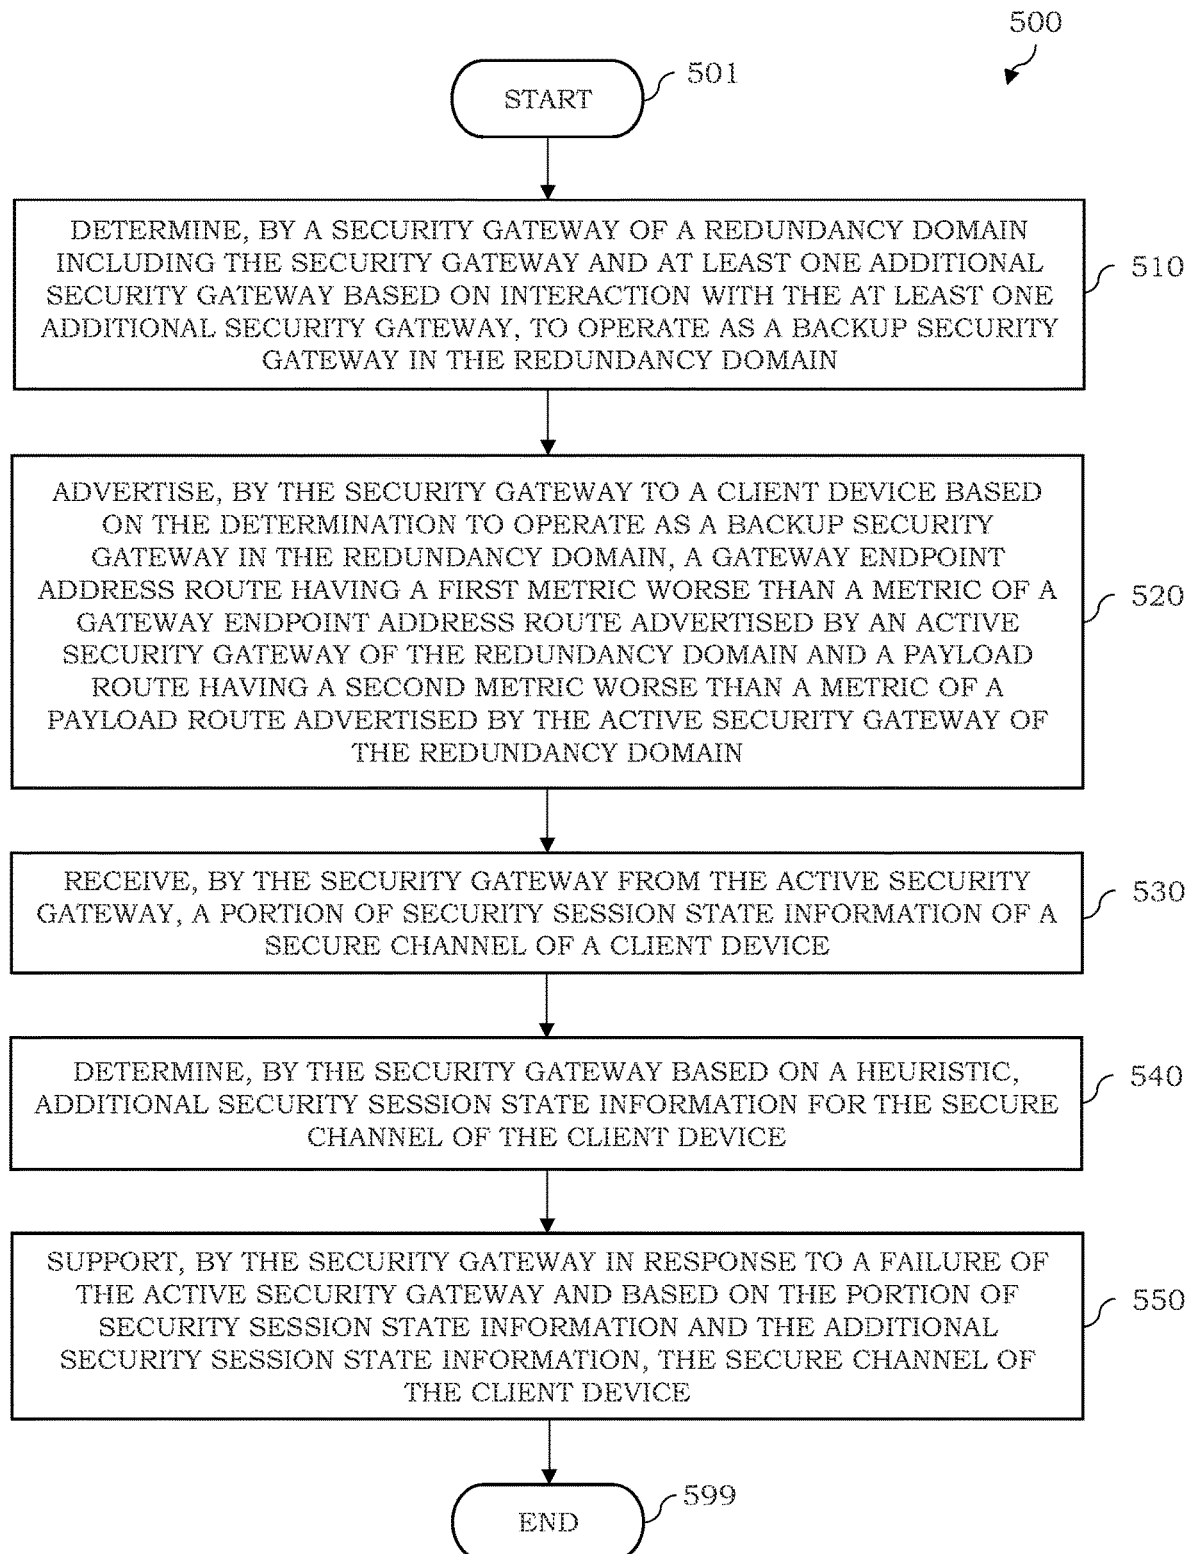 500
START
501
DETERMINE, BY A SECURITY GATEWAY OF A REDUNDANCY DOMAIN
INCLUDING THE SECURITY GATEWAY AND AT LEAST ONE ADDITIONAL
SECURITY GATEWAY BASED ON INTERACTION WITH THE AT LEAST ONE
ADDITIONAL SECURITY GATEWAY, TO OPERATE AS A BACKUP SECURITY
GATEWAY IN THE REDUNDANCY DOMAIN
510
ADVERTISE, BY THE SECURITY GATEWAY TO A CLIENT DEVICE BASED
ON THE DETERMINATION TO OPERATE AS A BACKUP SECURITY
GATEWAY IN THE REDUNDANCY DOMAIN, A GATEWAY ENDPOINT
ADDRESS ROUTE HAVING A FIRST METRIC WORSE THAN A METRIC OF A
GATEWAY ENDPOINT ADDRESS ROUTE ADVERTISED BY AN ACTIVE
SECURITY GATEWAY OF THE REDUNDANCY DOMAIN AND A PAYLOAD
ROUTE HAVING A SECOND METRIC WORSE THAN A METRIC OF A
PAYLOAD ROUTE ADVERTISED BY THE ACTIVE SECURITY GATEWAY OF
THE REDUNDANCY DOMAIN
520
RECEIVE, BY THE SECURITY GATEWAY FROM THE ACTIVE SECURITY
GATEWAY, A PORTION OF SECURITY SESSION STATE INFORMATION OF A
SECURE CHANNEL OF A CLIENT DEVICE
530
DETERMINE, BY THE SECURITY GATEWAY BASED ON A HEURISTIC,
ADDITIONAL SECURITY SESSION STATE INFORMATION FOR THE SECURE
CHANNEL OF THE CLIENT DEVICE
540
SUPPORT, BY THE SECURITY GATEWAY IN RESPONSE TO A FAILURE OF
THE ACTIVE SECURITY GATEWAY AND BASED ON THE PORTION OF
SECURITY SESSION STATE INFORMATION AND THE ADDITIONAL
SECURITY SESSION STATE INFORMATION, THE SECURE CHANNEL OF
THE CLIENT DEVICE
550
END
599